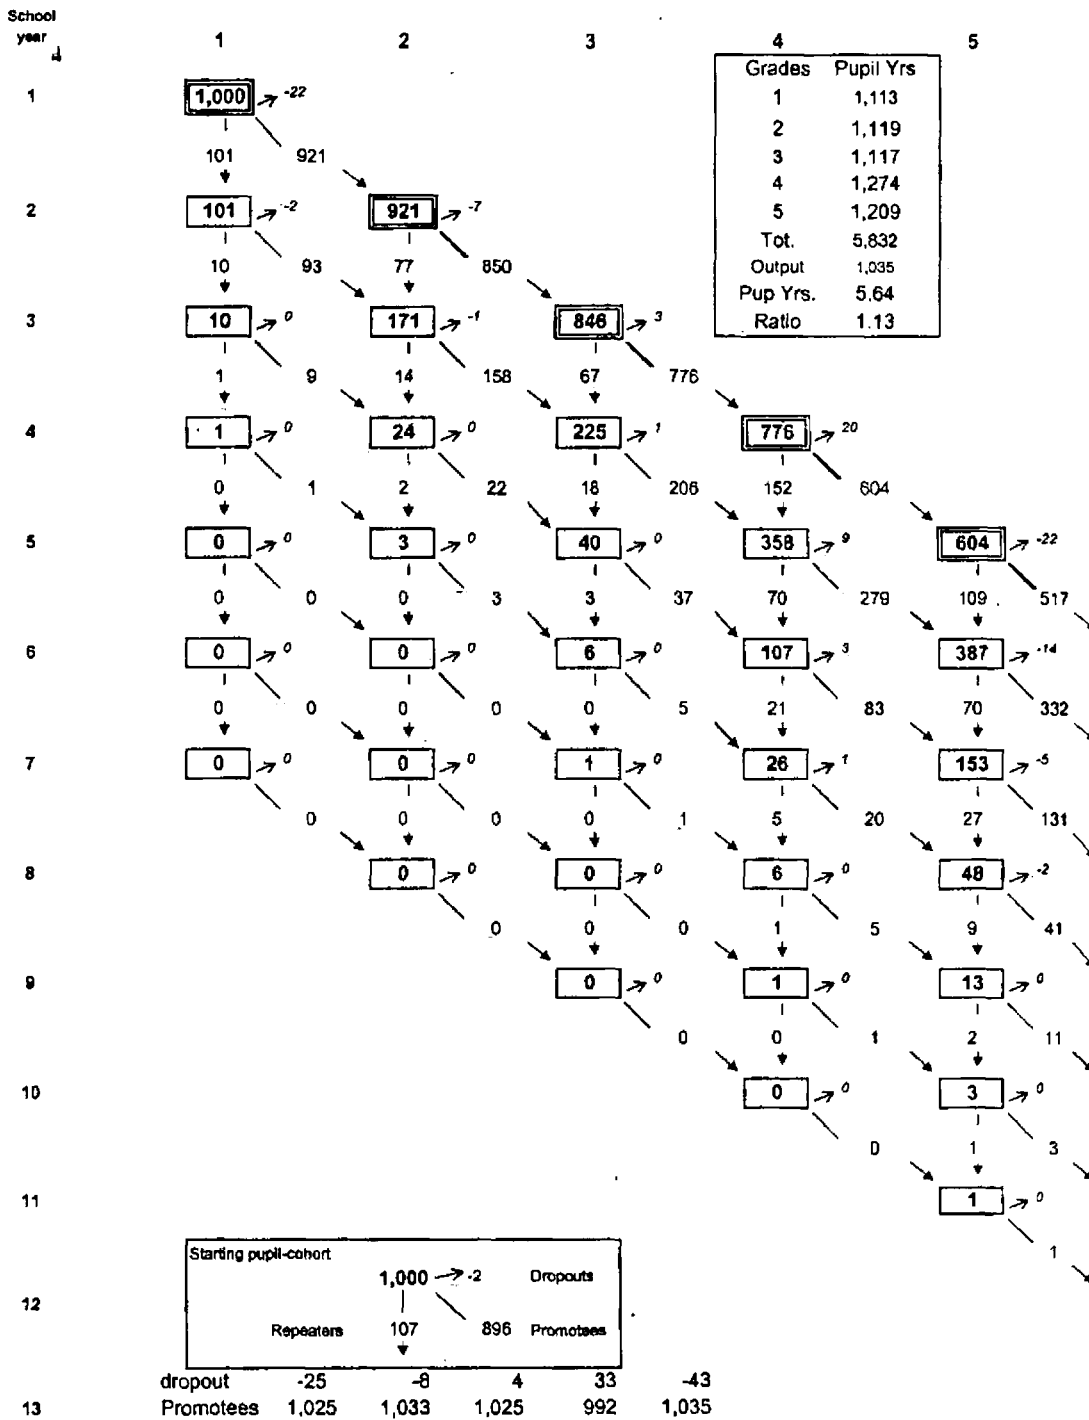 School
year
1 2 3 4 5
Grades Pupil Yrs
1 1,113
2 1,119
3 1,117
4 1,274
5 1,209
Tot. 5,832
Output 1,035
Pup Yrs. 5.64
Ratio 1.13
1 1,000 -22
101 921
2 101 -2 921 -7
10 93 77 850
3 10 0 171 -1 846 3
1 9 14 158 67 776
4 1 0 24 0 225 1 776 20
0 1 2 22 18 206 152 604
5 0 0 3 0 40 0 358 9 604 -22
0 0 0 3 3 37 70 279 109 517
6 0 0 0 0 6 0 107 3 387 -14
0 0 0 0 0 5 21 83 70 332
7 0 0 0 0 1 0 26 1 153 -5
0 0 0 0 1 5 20 27 131
8 0 0 0 0 6 0 48 -2
0 0 0 1 5 9 41
9 0 0 1 0 13 0
0 0 1 2 11
10 0 0 3 0
0 1 3
11 1 0
1
Starting pupil-cohort
1,000 -2 Dropouts
12
Repeaters 107 896 Promotees
dropout -25 -8 4 33 -43
13 Promotees 1,025 1,033 1,025 992 1,035